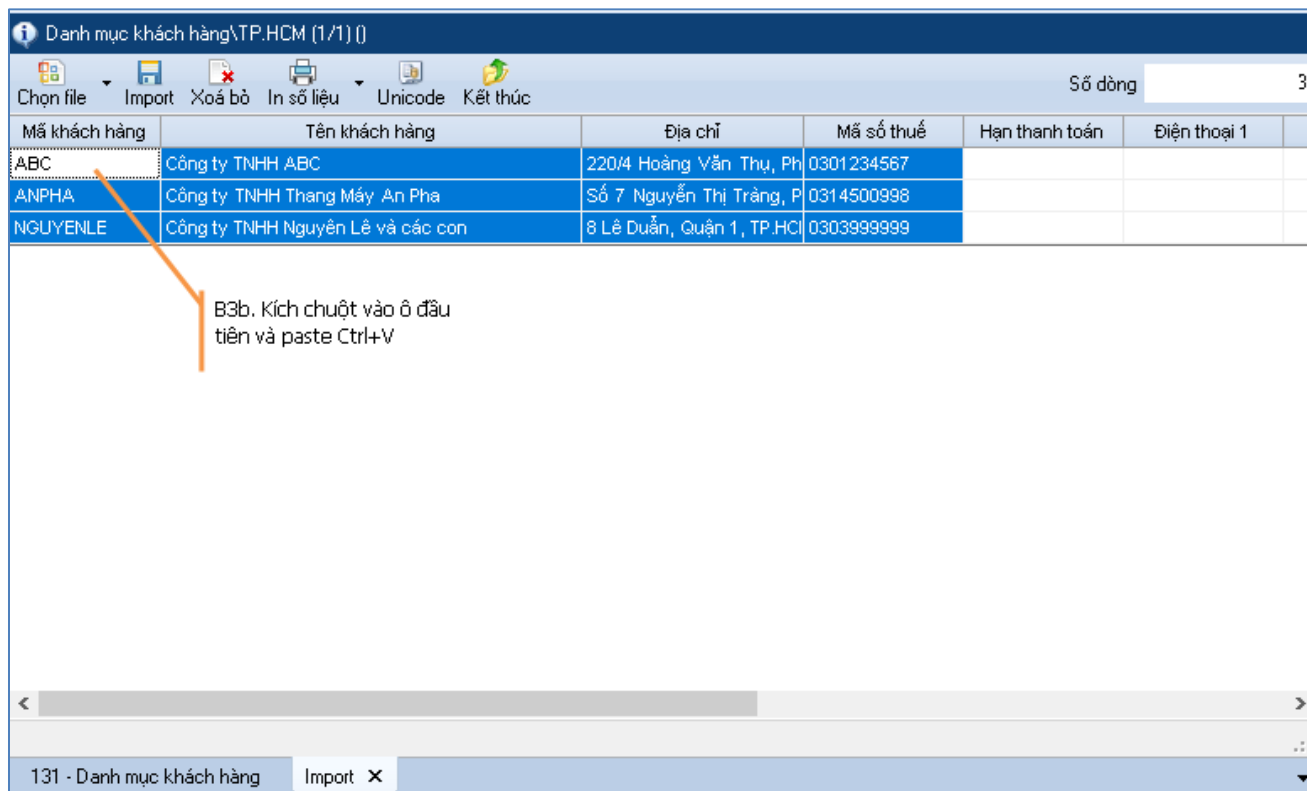 Danh mục khách hàng\TP.HCM (1/1) ()
Chọn file Import Xoá bỏ In số liệu Unicode Kết thúc Số dòng 3
Mã khách hàng Tên khách hàng Địa chỉ Mã số thuế Hạn thanh toán Điện thoại 1
ABC Công ty TNHH ABC 220/4 Hoàng Văn Thụ, Ph 0301234567
ANPHA Công ty TNHH Thang Máy An Pha Số 7 Nguyễn Thị Tràng, P 0314500998
NGUYENLE Công ty TNHH Nguyên Lê và các con 8 Lê Duẩn, Quận 1, TP.HCI 0303999999
B3b. Kích chuột vào ô đầu
tiên và paste Ctrl+V
131 - Danh mục khách hàng Import